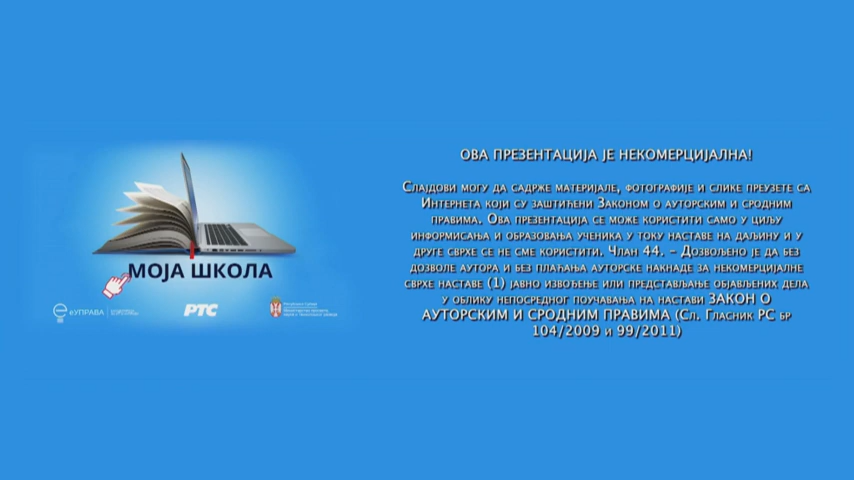 МОЈА ШКОЛА
еУПРАВА
РТС
Република Србија
ОВА ПРЕЗЕНТАЦИЈА ЈЕ НЕКОМЕРЦИЈАЛНА!
Слајдови могу да садрже материјале, фотографије и слике преузете са
Интернета који су заштићени Законом о ауторским и сродним
правима. Ова презентација се може користити само у циљу
информисања и образовања ученика у току наставе на даљину и у
друге сврхе се не сме користити. Члан 44. – Дозвољено је да без
дозволе аутора и без плаћања ауторске накнаде за некомерцијалне
сврхе наставе (1) јавно извођење или представљање објављених дела
у облику непосредног поучавања на настави ЗАКОН О
АУТОРСКИМ И СРОДНИМ ПРАВИМА (Сл. Гласник РС бр
104/2009 и 99/2011)